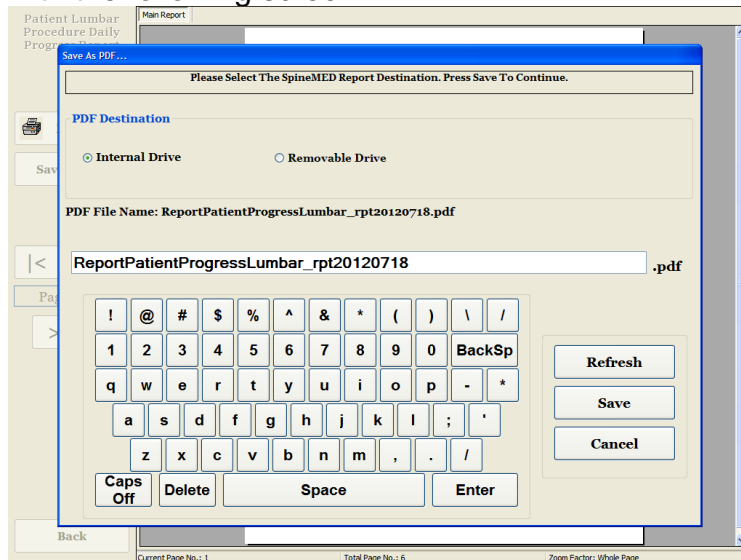 Patient Lumbar
Procedure Daily
Main Report
Save As PDF...
Please Select The SpineMED Report Destination. Press Save To Continue.
PDF Destination
Internal Drive
Removable Drive
PDF File Name: ReportPatientProgressLumbar_rpt20120718.pdf
ReportPatientProgressLumbar_rpt20120718
.pdf
! @ # $ % ^ & * ( ) \ /
1 2 3 4 5 6 7 8 9 0 BackSp
q w e r t y u i o p - *
a s d f g h j k l ; '
z x c v b n m , . /
Caps Off Delete Space Enter
Refresh
Save
Cancel
|<
>
Back
Current Page No.: 1
Total Page No.: 6
Zoom Factor: Whole Page